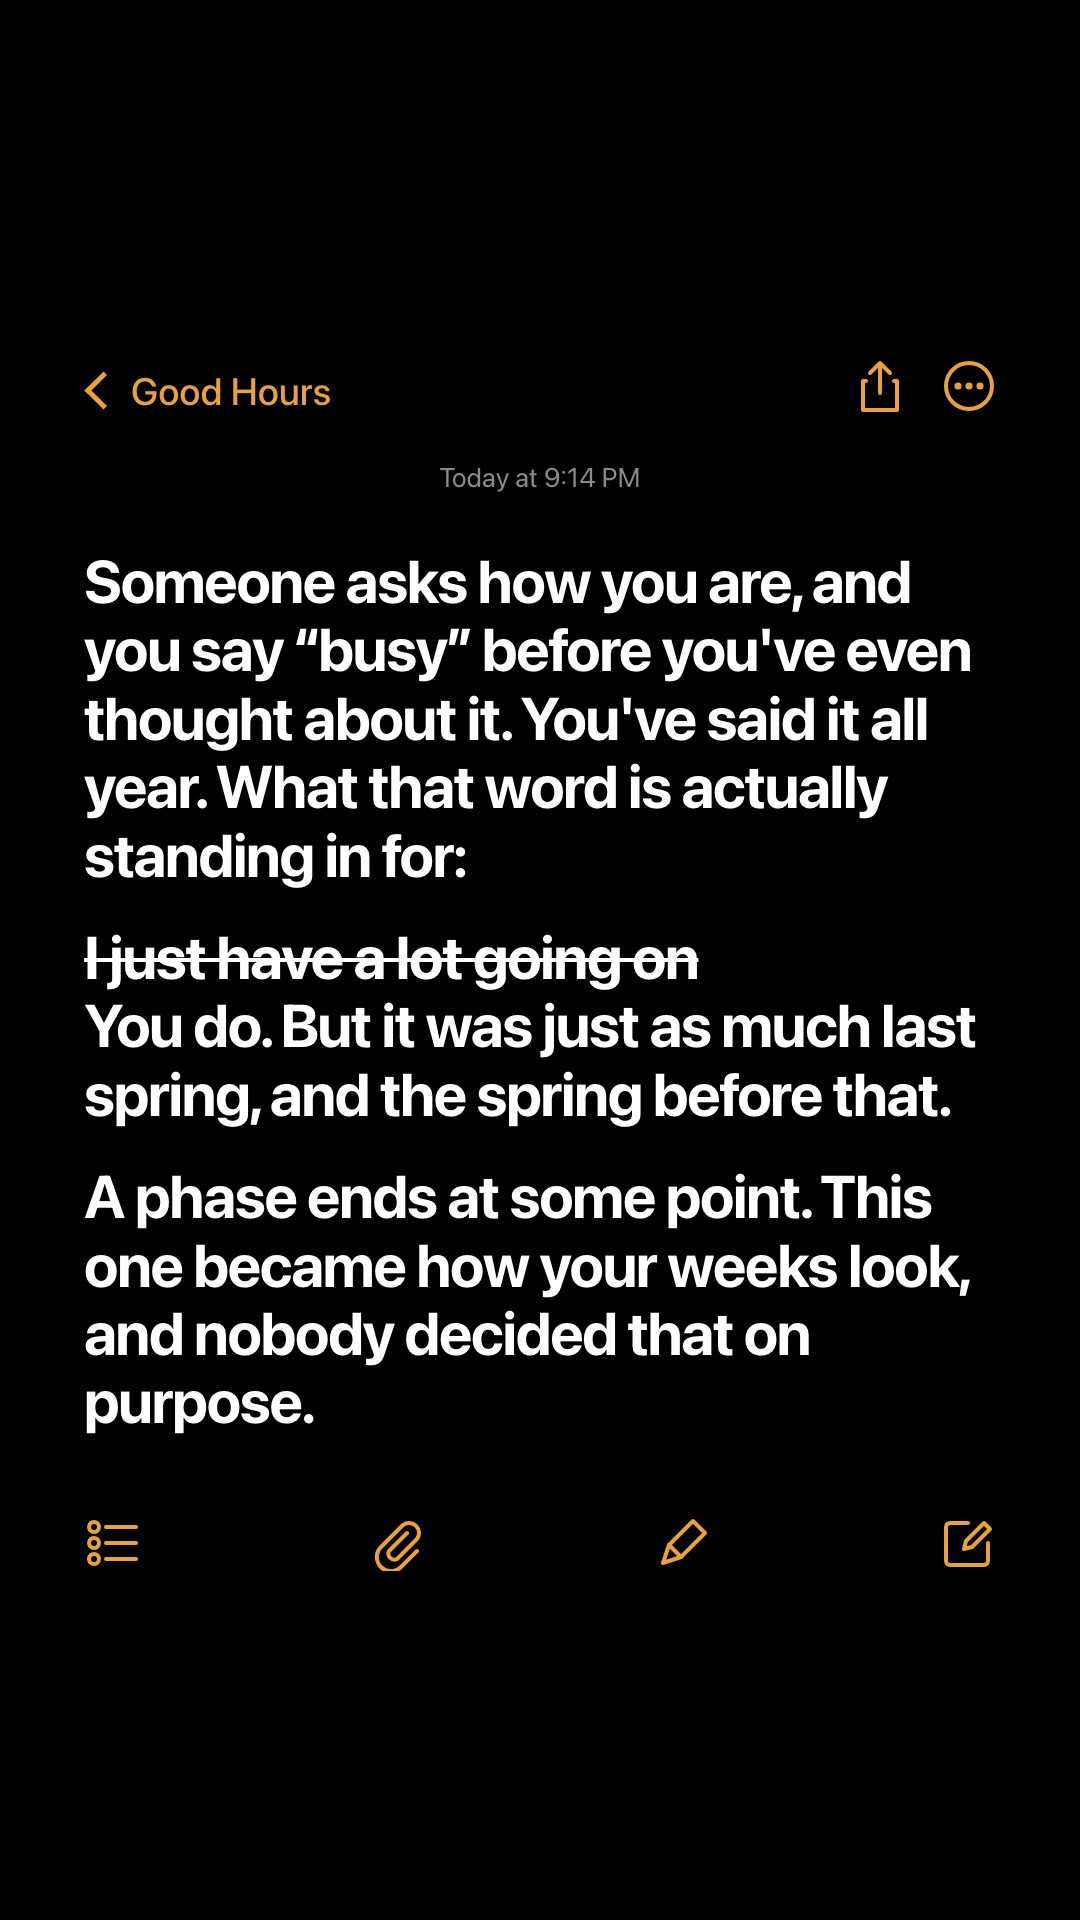 Good Hours
Today at 9:14 PM
Someone asks how you are, and
you say “busy” before you've even
thought about it. You've said it all
year. What that word is actually
standing in for:
I just have a lot going on
You do. But it was just as much last
spring, and the spring before that.
A phase ends at some point. This
one became how your weeks look,
and nobody decided that on
purpose.